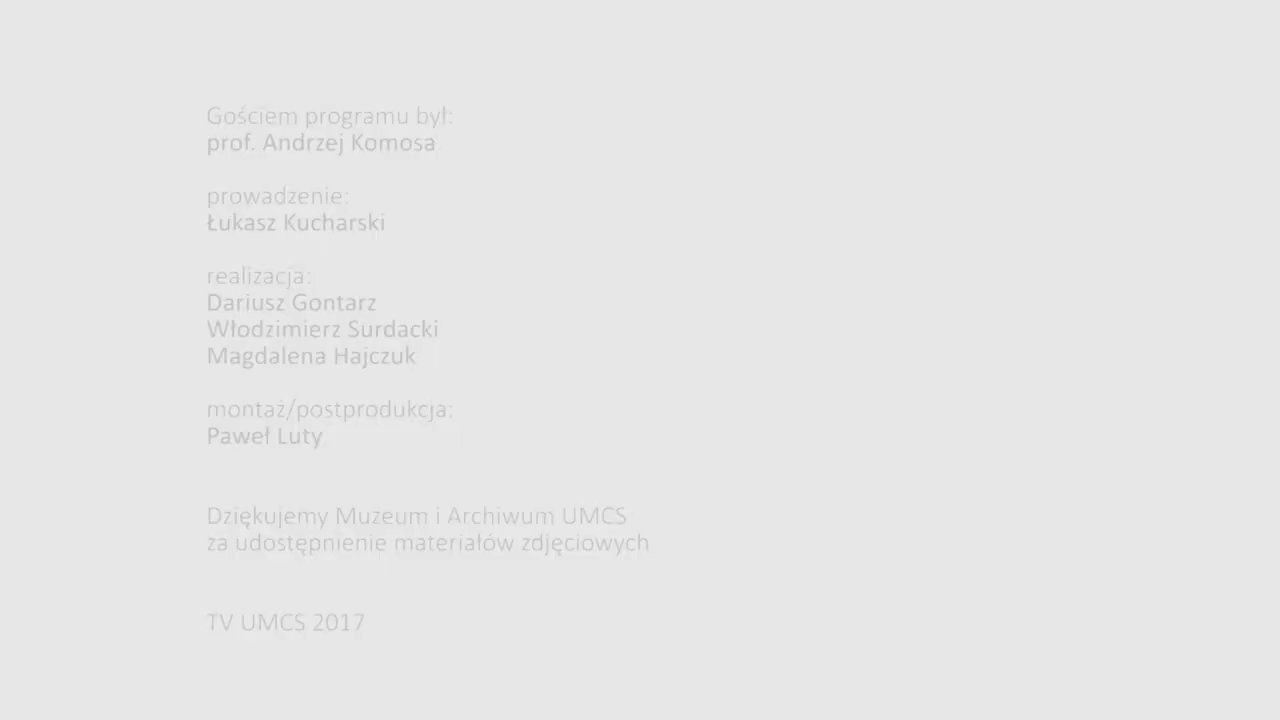 Gościem programu był:
prof. Andrzej Komosa
prowadzenie:
Łukasz Kucharski
realizacja:
Dariusz Gontarz
Włodzimierz Surdacki
Magdalena Hajczuk
montaż/postprodukcja:
Paweł Luty
Dziękujemy Muzeum i Archiwum UMCS
za udostępnienie materiałów zdjęciowych
TV UMCS 2017